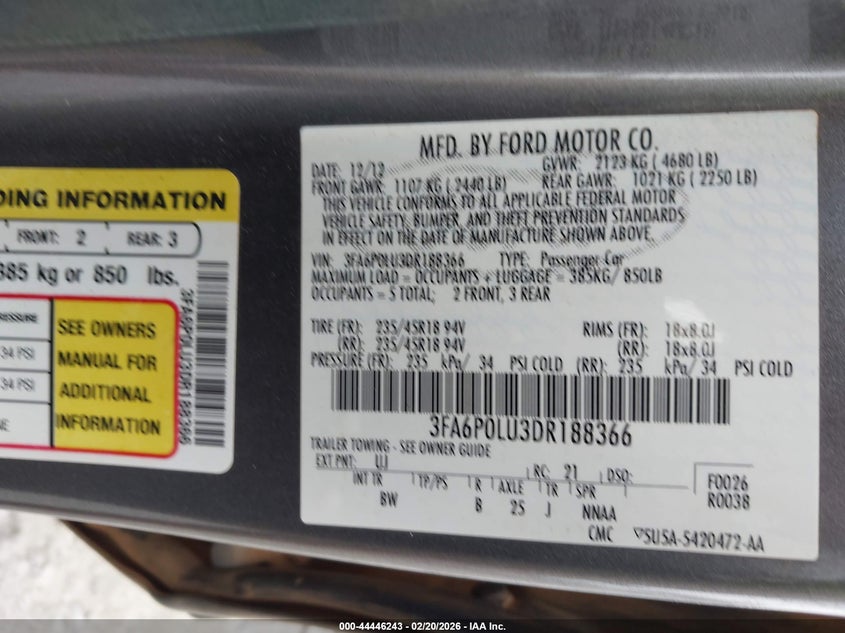 DING INFORMATION
FRONT: 2 REAR: 3
385 kg or 850 lbs.
PRESSURE
34 PSI
34 PSI
SEE OWNERS
MANUAL FOR
ADDITIONAL
INFORMATION
3FA6P0LU3DR188366
MFD. BY FORD MOTOR CO.
DATE: 12/12 GVWR: 2123 KG ( 4680 LB)
FRONT GAWR: 1107 KG ( 2440 LB) REAR GAWR: 1021 KG ( 2250 LB)
THIS VEHICLE CONFORMS TO ALL APPLICABLE FEDERAL MOTOR
VEHICLE SAFETY, BUMPER, AND THEFT PREVENTION STANDARDS
IN EFFECT ON THE DATE OF MANUFACTURE SHOWN ABOVE.
VIN: 3FA6P0LU3DR188366 TYPE: Passenger Car
MAXIMUM LOAD = OCCUPANTS + LUGGAGE = 385KG/ 850LB
OCCUPANTS = 5 TOTAL; 2 FRONT, 3 REAR
TIRE (FR): 235/45R18 94V RIMS (FR): 18x8.0J
(RR): 235/45R18 94V (RR): 18x8.0J
PRESSURE (FR): 235 kPa/ 34 PSI COLD (RR): 235 kPa/ 34 PSI COLD
3FA6P0LU3DR188366
TRAILER TOWING - SEE OWNER GUIDE
EXT PNT: UJ RC: 21 DSO: F0026
INT TR TP/PS R AXLE TR SPR R0038
BW B 25 J NNAA
CMC 5U5A-5420472-AA
000-44446243 - 02/20/2026 - IAA Inc.